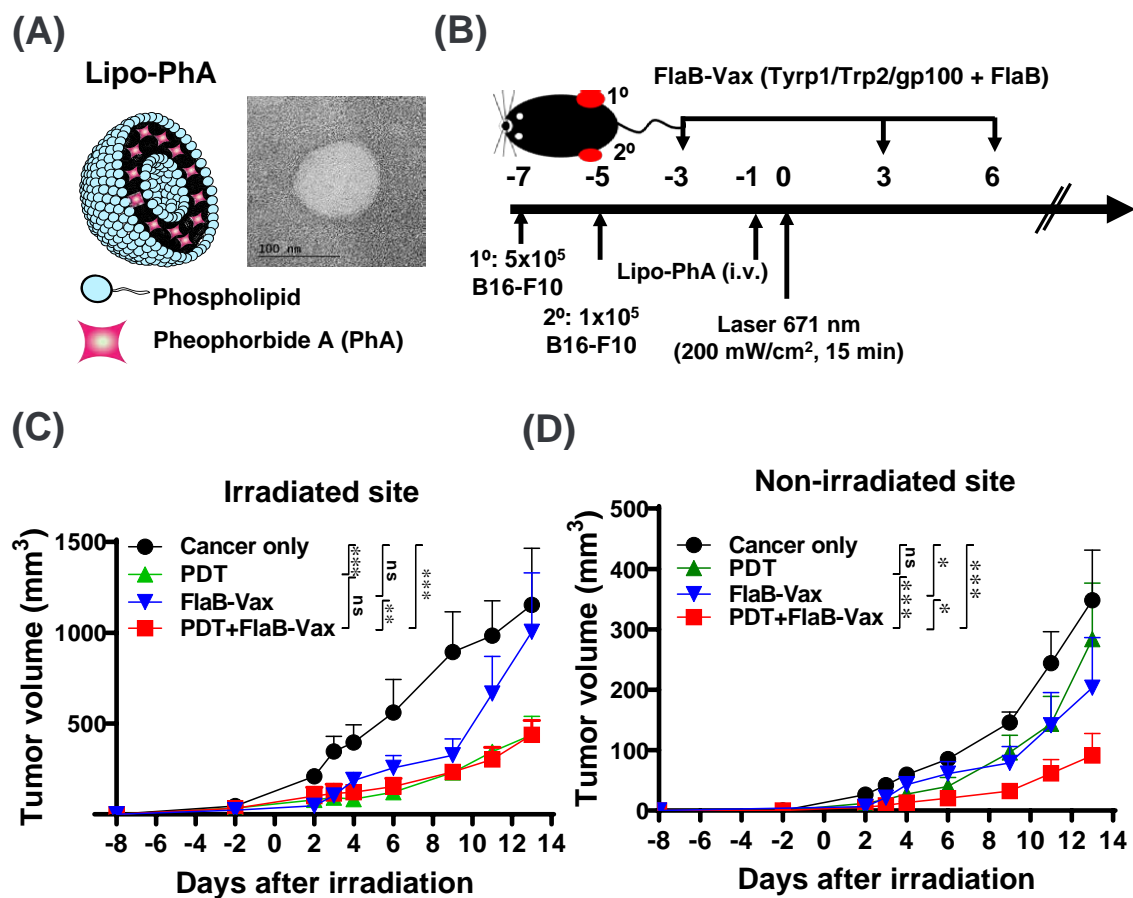 (A)
Lipo-PhA
100 nm
Phospholipid
Pheophorbide A (PhA)
(B)
FlaB-Vax (Tyrp1/Trp2/gp100 + FlaB)
1º
2º
-7 -5 -3 -1 0 3 6
1º: 5x10⁵
B16-F10
Lipo-PhA (i.v.)
2º: 1x10⁵
B16-F10
Laser 671 nm
(200 mW/cm², 15 min)
(C)
Irradiated site
Tumor volume (mm³)
1500
1000
500
Cancer only
PDT
FlaB-Vax
PDT+FlaB-Vax
***
ns
ns
**
***
-8 -6 -4 -2 0 2 4 6 8 10 12 14
Days after irradiation
(D)
Non-irradiated site
Tumor volume (mm³)
500
400
300
200
100
0
Cancer only
PDT
FlaB-Vax
PDT+FlaB-Vax
ns
***
*
*
***
-8 -6 -4 -2 0 2 4 6 8 10 12 14
Days after irradiation